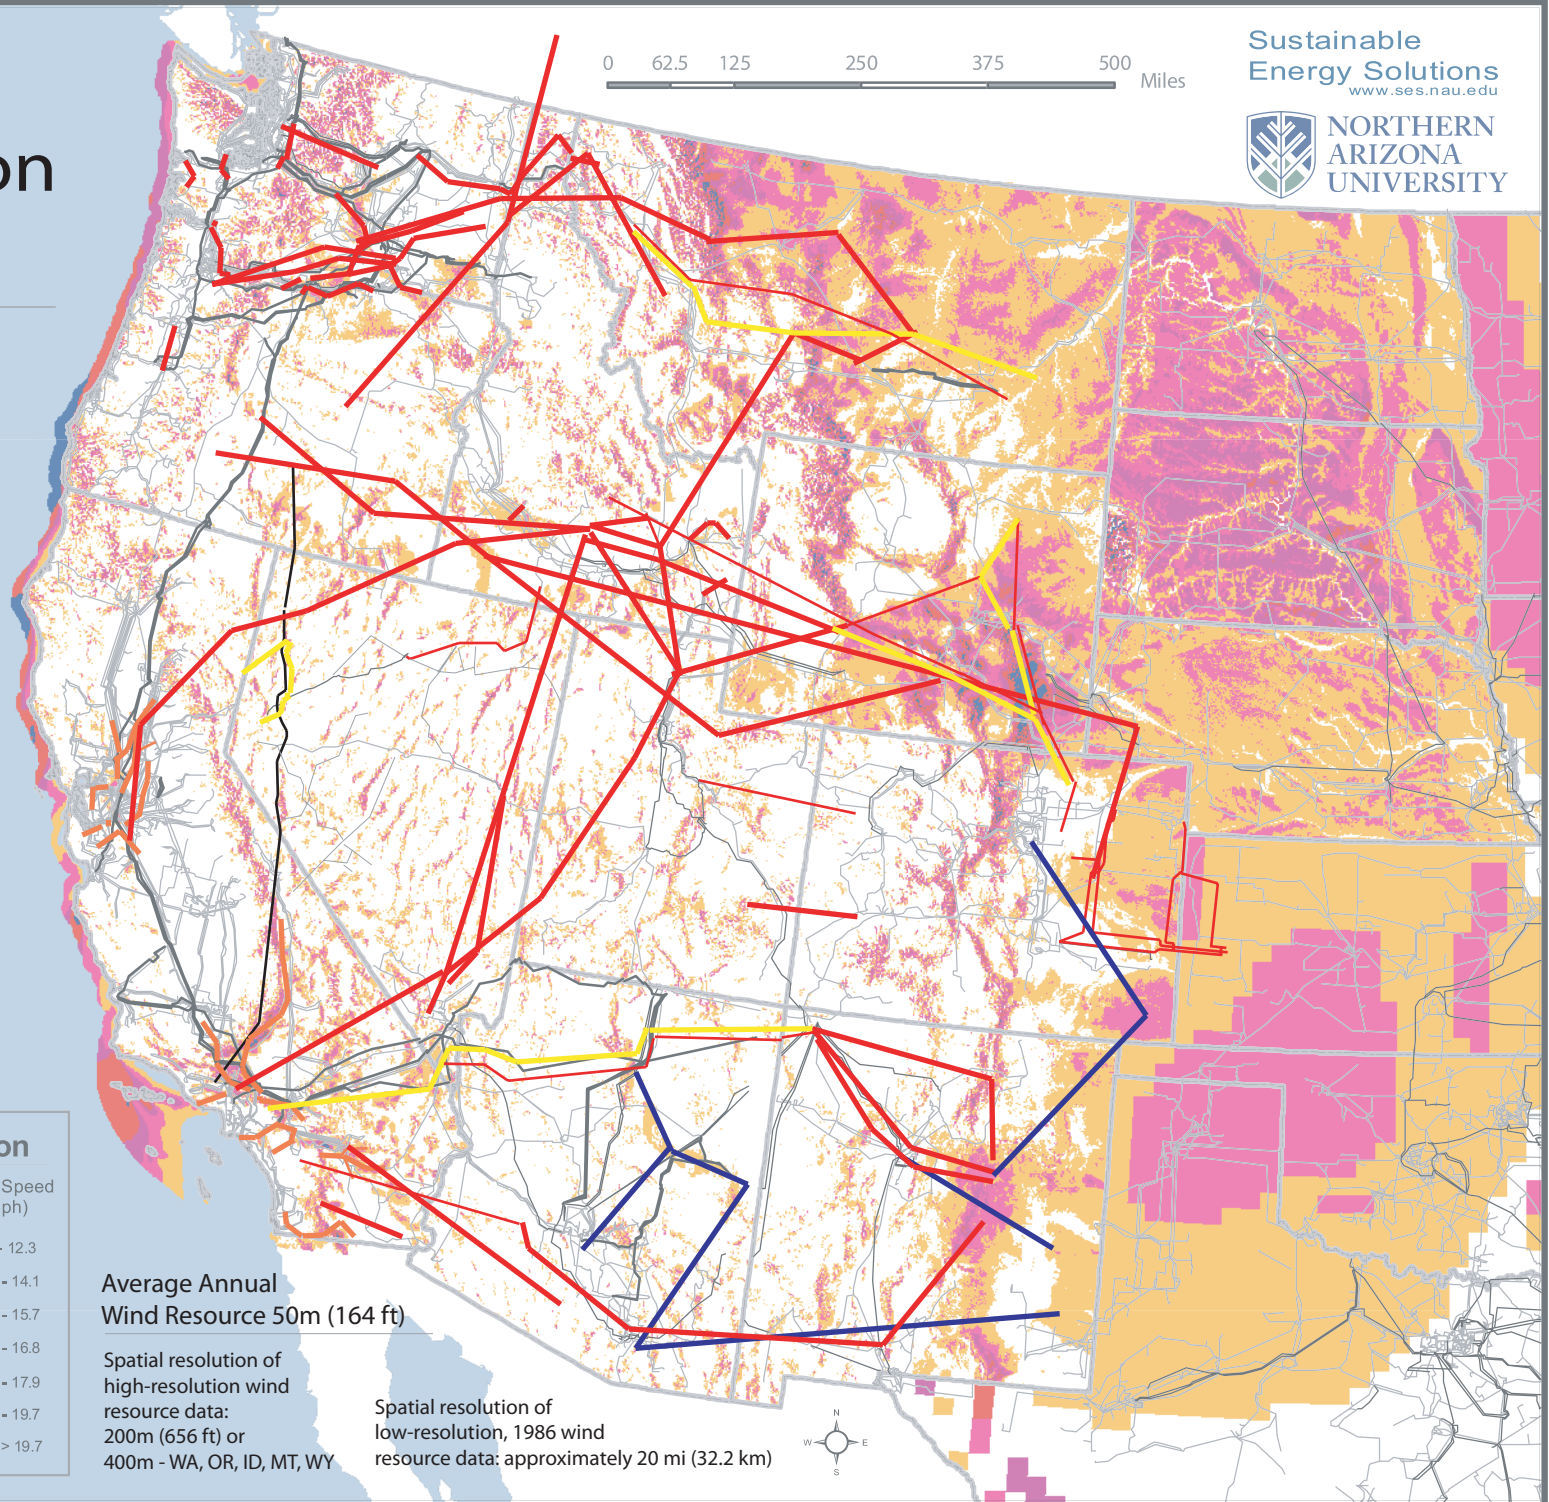 on
0 62.5 125 250 375 500 Miles
Sustainable
Energy Solutions
www.ses.nau.edu
NORTHERN
ARIZONA
UNIVERSITY
on
Speed
ph)
- 12.3
- 14.1
- 15.7
- 16.8
- 17.9
- 19.7
> 19.7
Average Annual
Wind Resource 50m (164 ft)
Spatial resolution of
high-resolution wind
resource data:
200m (656 ft) or
400m - WA, OR, ID, MT, WY
Spatial resolution of
low-resolution, 1986 wind
resource data: approximately 20 mi (32.2 km)
N
W E
S